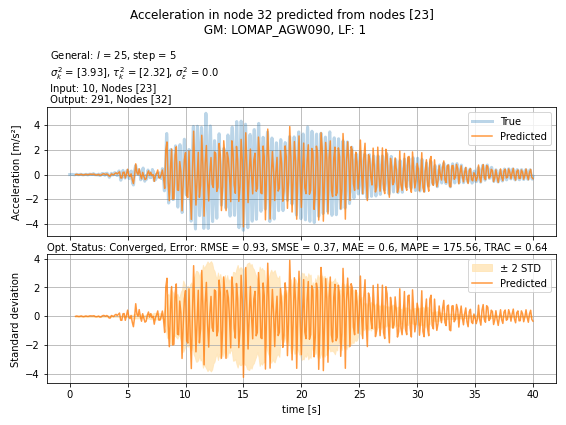 Acceleration in node 32 predicted from nodes [23]
GM: LOMAP_AGW090, LF: 1
General: l = 25, step = 5
σ²ₖ = [3.93], τ²ₖ = [2.32], σ²ᵣ = 0.0
Input: 10, Nodes [23]
Output: 291, Nodes [32]
Acceleration [m/s²]
4
2
0
−2
−4
True
Predicted
Opt. Status: Converged, Error: RMSE = 0.93, SMSE = 0.37, MAE = 0.6, MAPE = 175.56, TRAC = 0.64
Standard deviation
4
2
0
−2
−4
± 2 STD
Predicted
0 5 10 15 20 25 30 35 40
time [s]